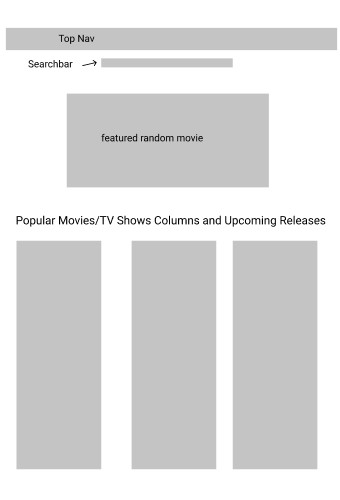 Top Nav
Searchbar
featured random movie
Popular Movies/TV Shows Columns and Upcoming Releases